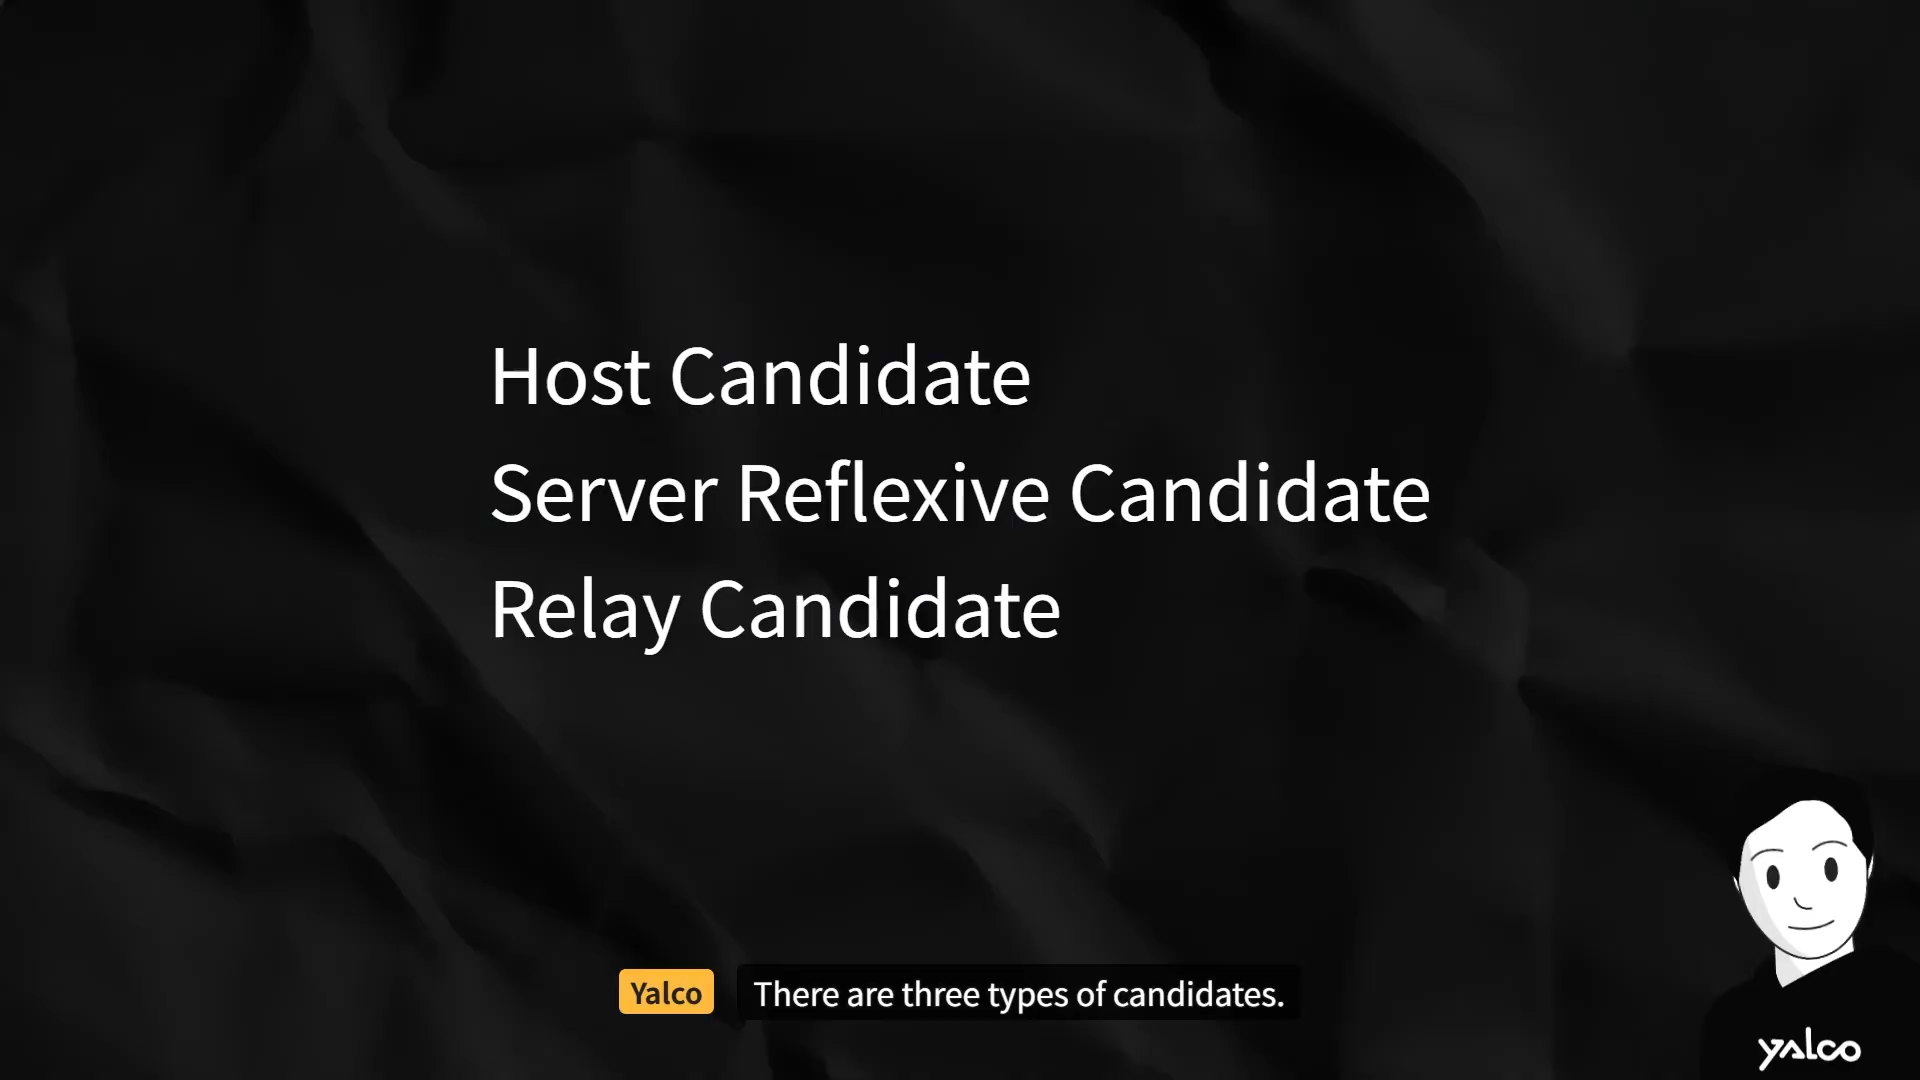 Host Candidate
Server Reflexive Candidate
Relay Candidate
Yalco There are three types of candidates.
yalco